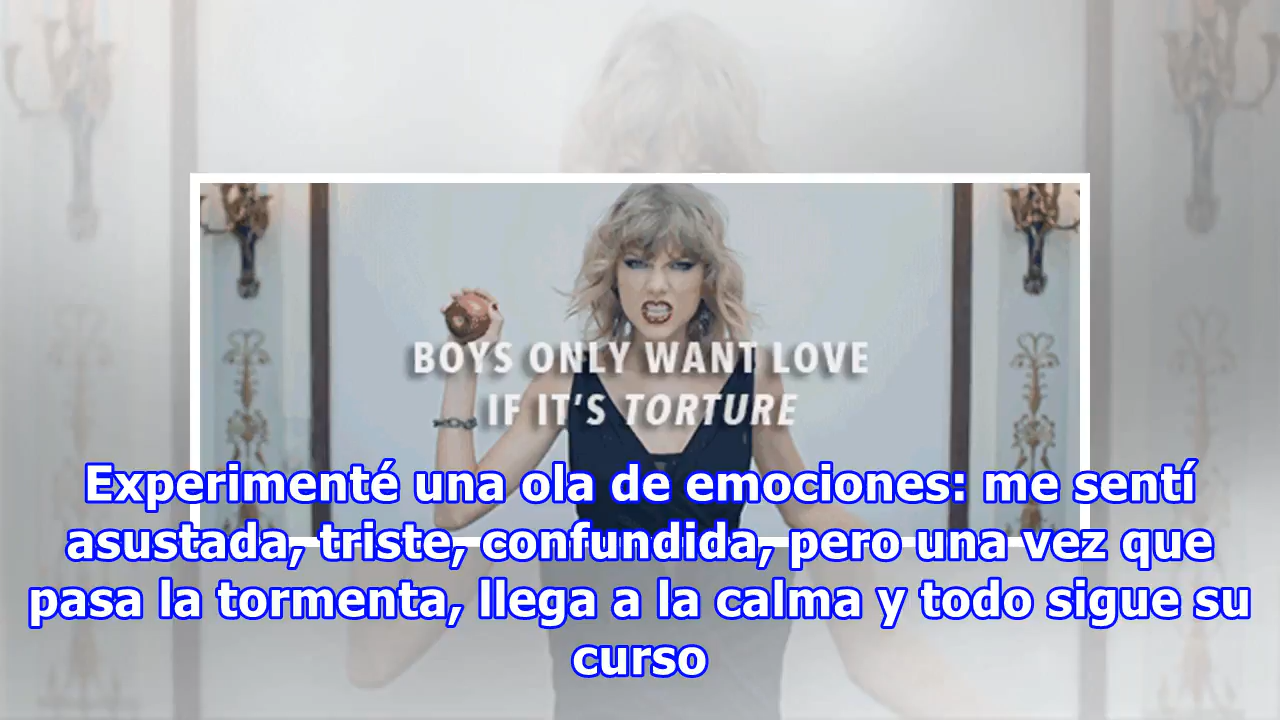 BOYS ONLY WANT LOVE
IF IT'S TORTURE
Experimenté una ola de emociones: me sentí
asustada, triste, confundida, pero una vez que
pasa la tormenta, llega a la calma y todo sigue su
curso